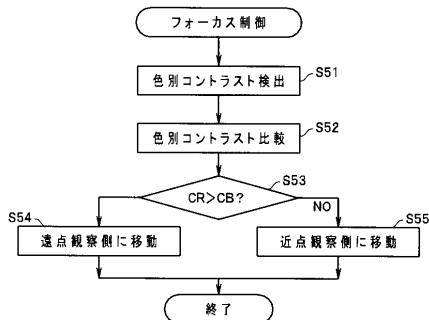 フォーカス制御
色別コントラスト検出
S51
色別コントラスト比較
S52
CR>CB?
S53
NO
S54
遠点観察側に移動
S55
近点観察側に移動
終了